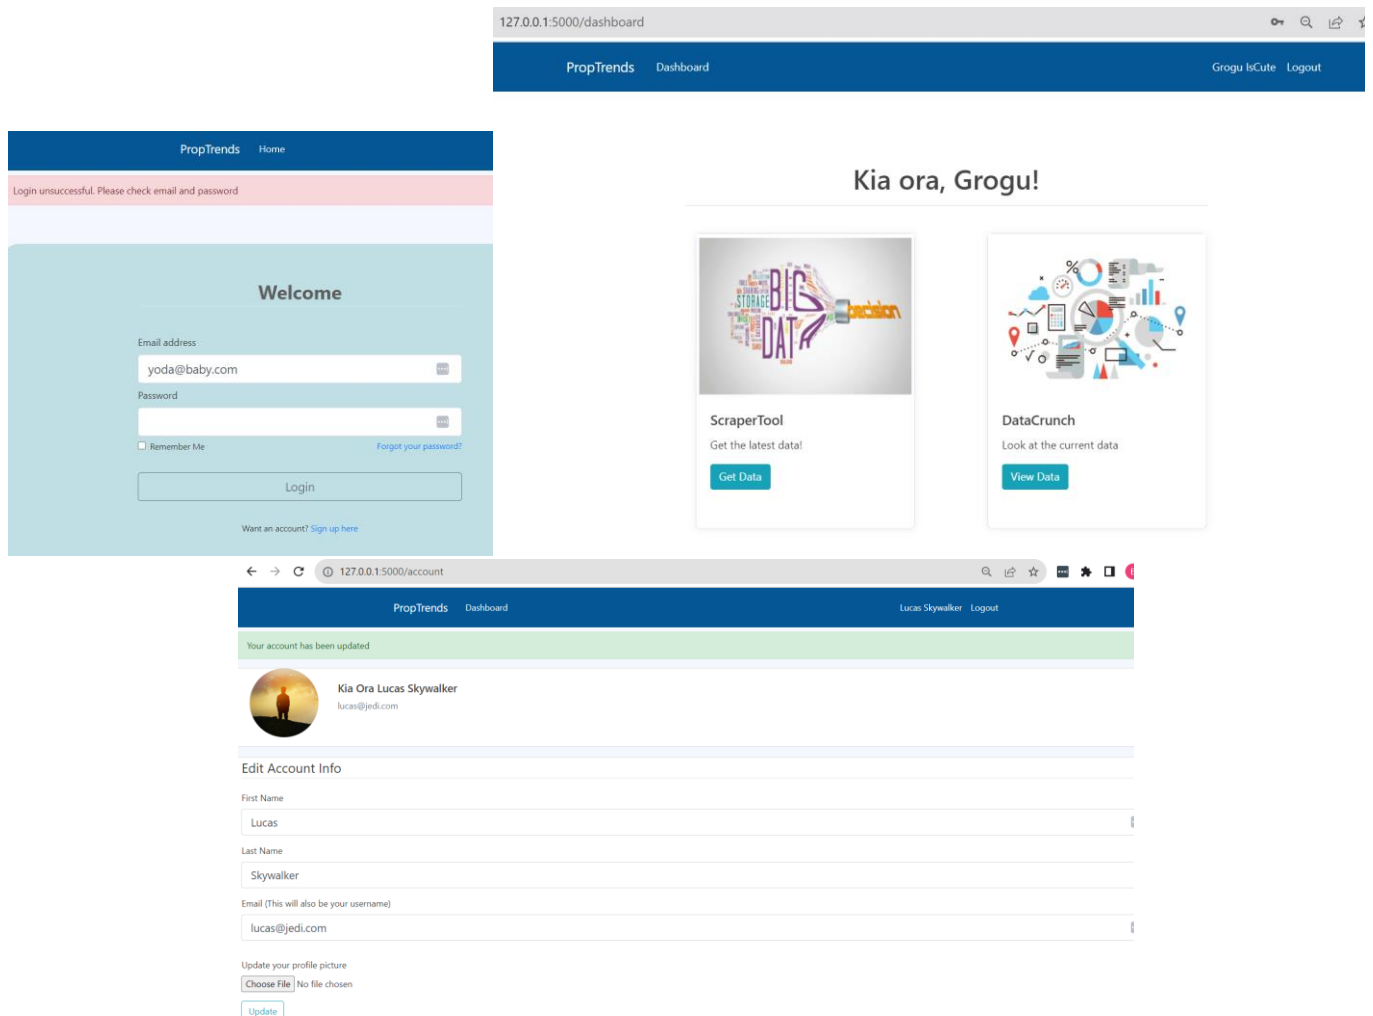 127.0.0.1:5000/dashboard
PropTrends Dashboard Grogu IsCute Logout
Kia ora, Grogu!
BIG
DATA
STORAGE
SHARING
decision
ScraperTool
Get the latest data!
Get Data
DataCrunch
Look at the current data
View Data
PropTrends Home
Login unsuccessful. Please check email and password
Welcome
Email address
yoda@baby.com
Password
Remember Me Forgot your password?
Login
Want an account? Sign up here
127.0.0.1:5000/account
PropTrends Dashboard Lucas Skywalker Logout
Your account has been updated
Kia Ora Lucas Skywalker
lucas@jedi.com
Edit Account Info
First Name
Lucas
Last Name
Skywalker
Email (This will also be your username)
lucas@jedi.com
Update your profile picture
Choose File No file chosen
Update